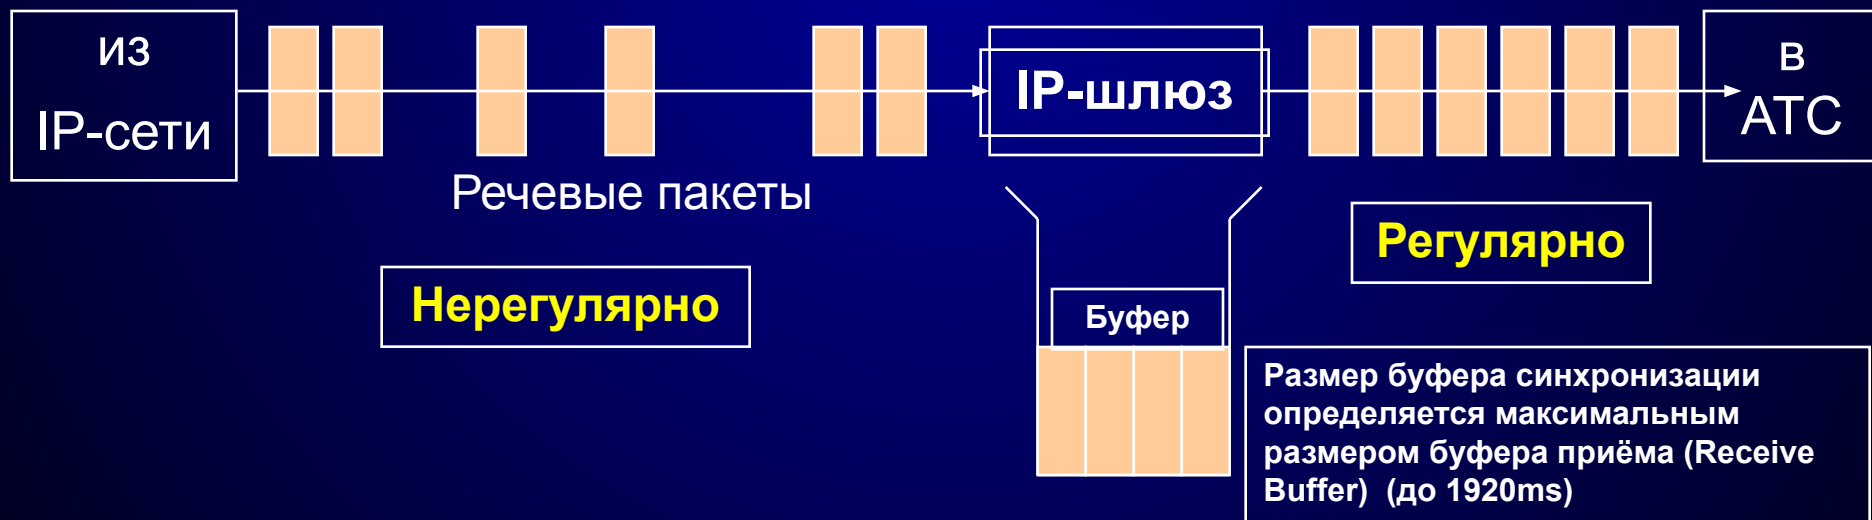 из
IP-сети
Речевые пакеты
Нерегулярно
IP-шлюз
Буфер
в
АТС
Регулярно
Размер буфера синхронизации
определяется максимальным
размером буфера приёма (Receive
Buffer) (до 1920ms)